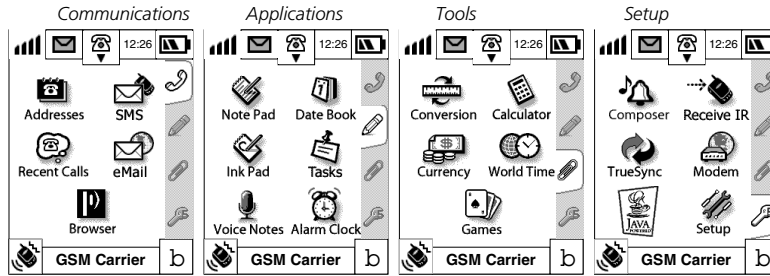 Communications
12:26
Addresses SMS
Recent Calls eMail
Browser
GSM Carrier b
Applications
12:26
Note Pad Date Book
Ink Pad Tasks
Voice Notes Alarm Clock
GSM Carrier b
Tools
12:26
$
Conversion Calculator
Currency World Time
Games
GSM Carrier b
Setup
12:26
Composer Receive IR
TrueSync Modem
JAVA
POWERED
Setup
GSM Carrier b